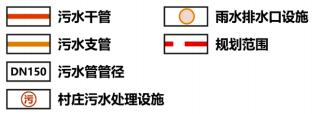 污水干管
雨水排水口设施
污水支管
规划范围
DN150 污水管管径
污 村庄污水处理设施